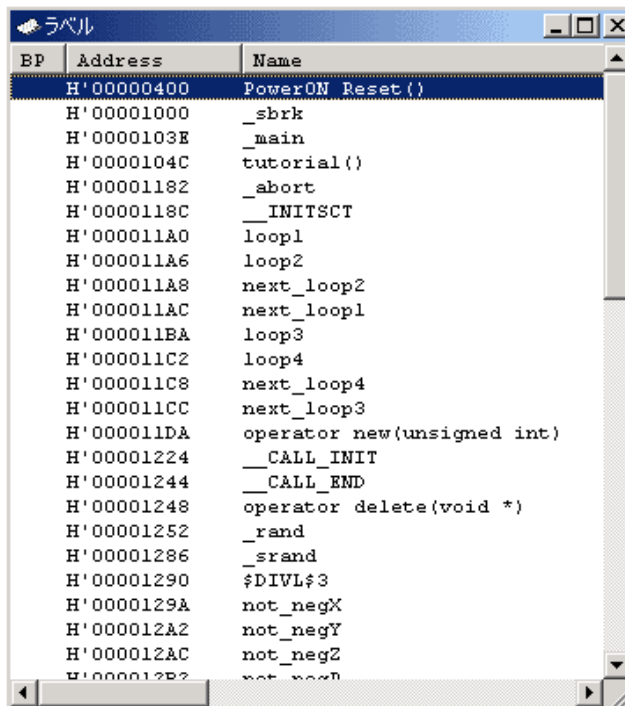 ラベル
BP Address Name
H'00000400 PowerON Reset()
H'00001000 _sbrk
H'0000103E _main
H'0000104C tutorial()
H'00001182 _abort
H'0000118C __INITSCT
H'000011A0 loop1
H'000011A6 loop2
H'000011A8 next_loop2
H'000011AC next_loop1
H'000011BA loop3
H'000011C2 loop4
H'000011C8 next_loop4
H'000011CC next_loop3
H'000011DA operator new(unsigned int)
H'00001224 __CALL_INIT
H'00001244 __CALL_END
H'00001248 operator delete(void *)
H'00001252 _rand
H'00001286 _srand
H'00001290 $DIVL$3
H'0000129A not_negX
H'000012A2 not_negY
H'000012AC not_negZ